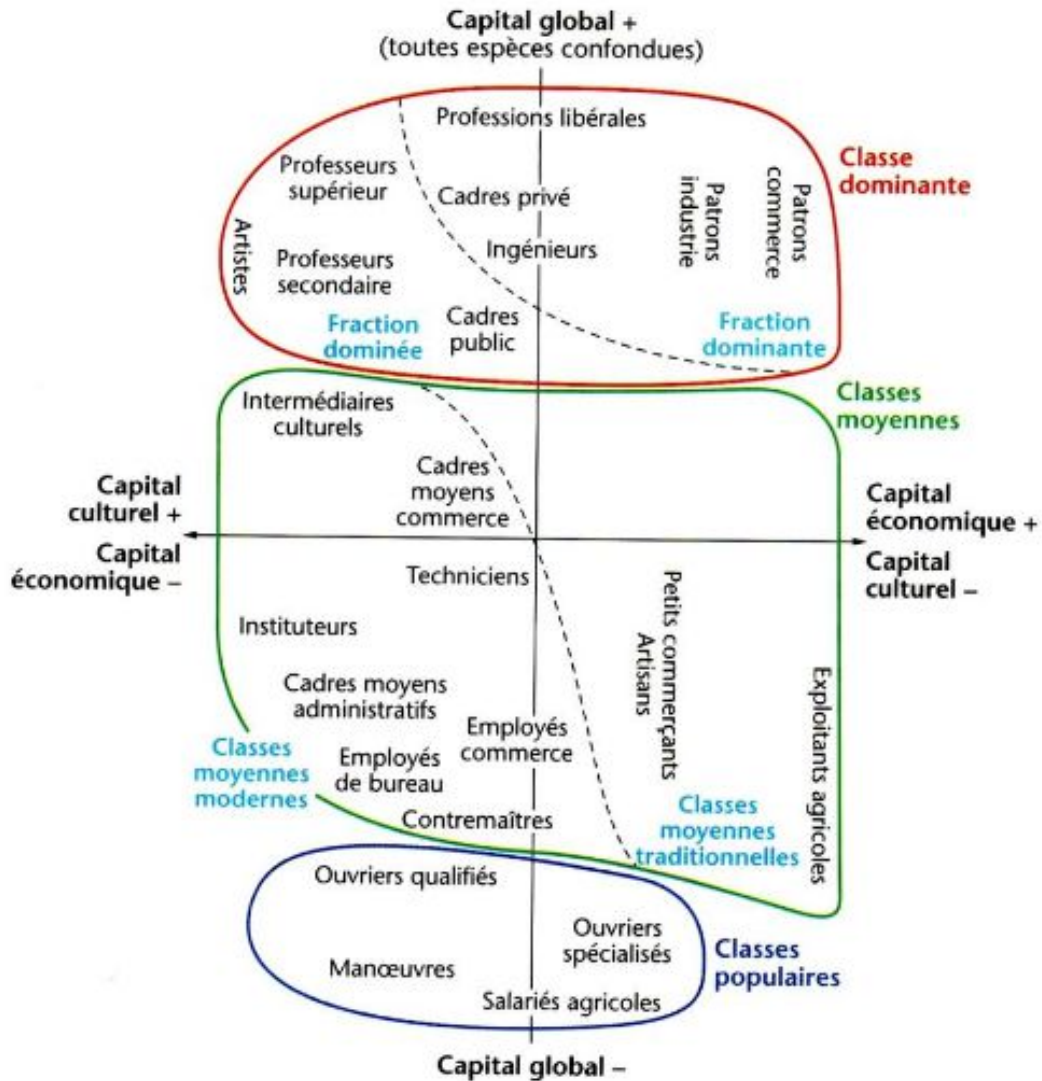 Capital global +
(toutes espèces confondues)
Professions libérales
Classe
dominante
Professeurs
supérieur
Cadres privé
Patrons
industrie
Patrons
commerce
Artistes
Ingénieurs
Professeurs
secondaire
Fraction
dominée
Cadres
public
Fraction
dominante
Classes
moyennes
Intermédiaires
culturels
Cadres
moyens
commerce
Capital
culturel +
Capital
économique –
Capital
économique +
Capital
culturel –
Techniciens
Petits commerçants
Artisans
Instituteurs
Exploitants agricoles
Cadres moyens
administratifs
Employés
commerce
Classes
moyennes
modernes
Employés
de bureau
Classes
moyennes
traditionnelles
Contremaîtres
Ouvriers qualifiés
Ouvriers
spécialisés
Classes
populaires
Manœuvres
Salariés agricoles
Capital global –